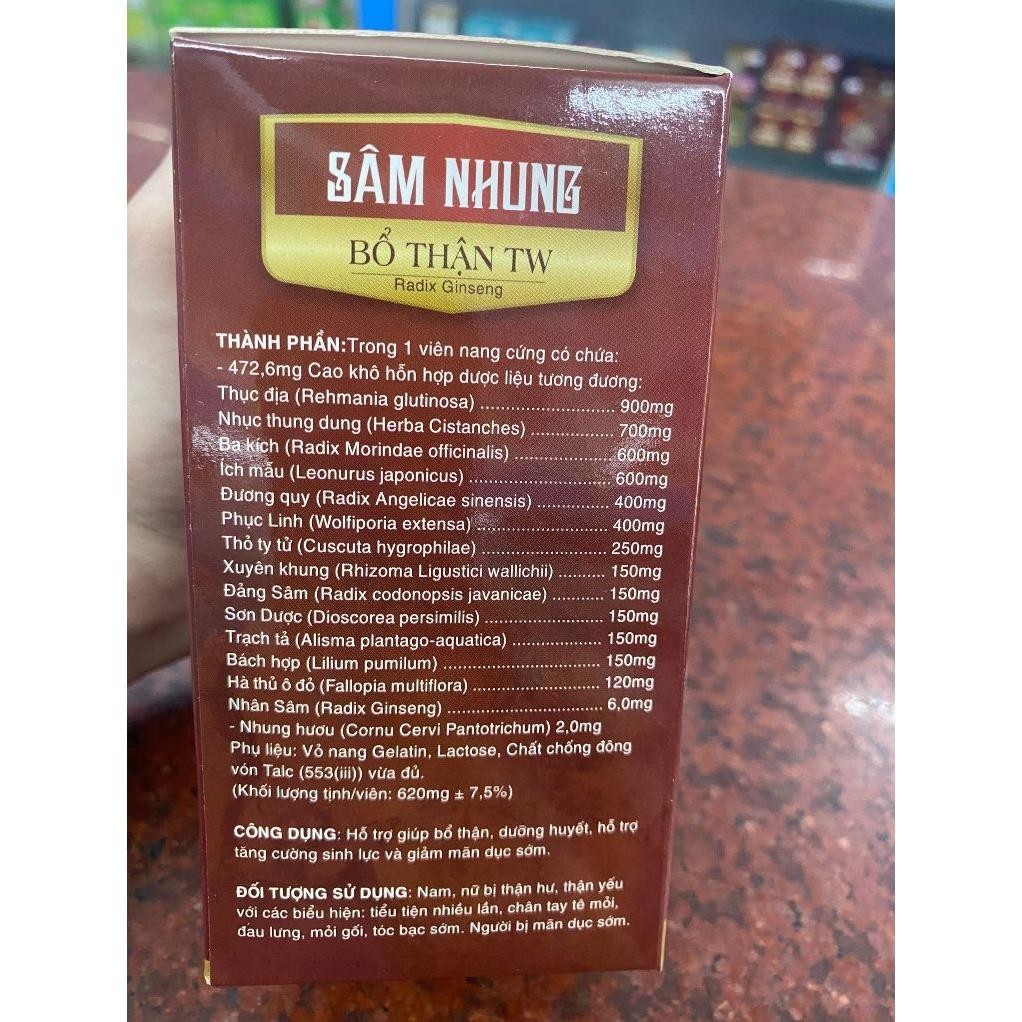 SÂM NHUNG
BỔ THẬN TW
Radix Ginseng
THÀNH PHẦN:Trong 1 viên nang cứng có chứa:
- 472,6mg Cao khô hỗn hợp dược liệu tương đương:
Thục địa (Rehmania glutinosa) .......................... 900mg
Nhục thung dung (Herba Cistanches) ................ 700mg
Ba kích (Radix Morindae officinalis) ................... 600mg
Ích mẫu (Leonurus japonicus) ........................... 600mg
Đương quy (Radix Angelicae sinensis) .............. 400mg
Phục Linh (Wolfiporia extensa) ......................... 400mg
Thỏ ty tử (Cuscuta hygrophilae) ........................ 250mg
Xuyên khung (Rhizoma Ligustici wallichii) .......... 150mg
Đảng Sâm (Radix codonopsis javanicae) ........... 150mg
Sơn Dược (Dioscorea persimilis) ......................... 150mg
Trạch tả (Alisma plantago-aquatica) ................... 150mg
Bách hợp (Lilium pumilum) ................................. 150mg
Hà thủ ô đỏ (Fallopia multiflora) ........................... 120mg
Nhân Sâm (Radix Ginseng) ................................. 6,0mg
- Nhung hươu (Cornu Cervi Pantotrichum) 2,0mg
Phụ liệu: Vỏ nang Gelatin, Lactose, Chất chống đông
vón Talc (553(iii)) vừa đủ.
(Khối lượng tịnh/viên: 620mg ± 7,5%)
CÔNG DỤNG: Hỗ trợ giúp bổ thận, dưỡng huyết, hỗ trợ
tăng cường sinh lực và giảm mãn dục sớm.
ĐỐI TƯỢNG SỬ DỤNG: Nam, nữ bị thận hư, thận yếu
với các biểu hiện: tiểu tiện nhiều lần, chân tay tê mỏi,
đau lưng, mỏi gối, tóc bạc sớm. Người bị mãn dục sớm.